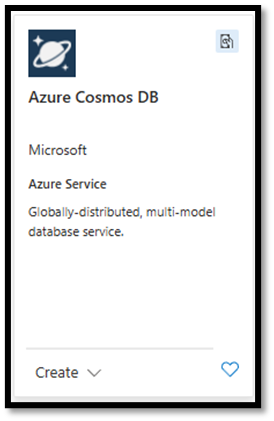 Azure Cosmos DB
Microsoft
Azure Service
Globally-distributed, multi-model
database service.
Create